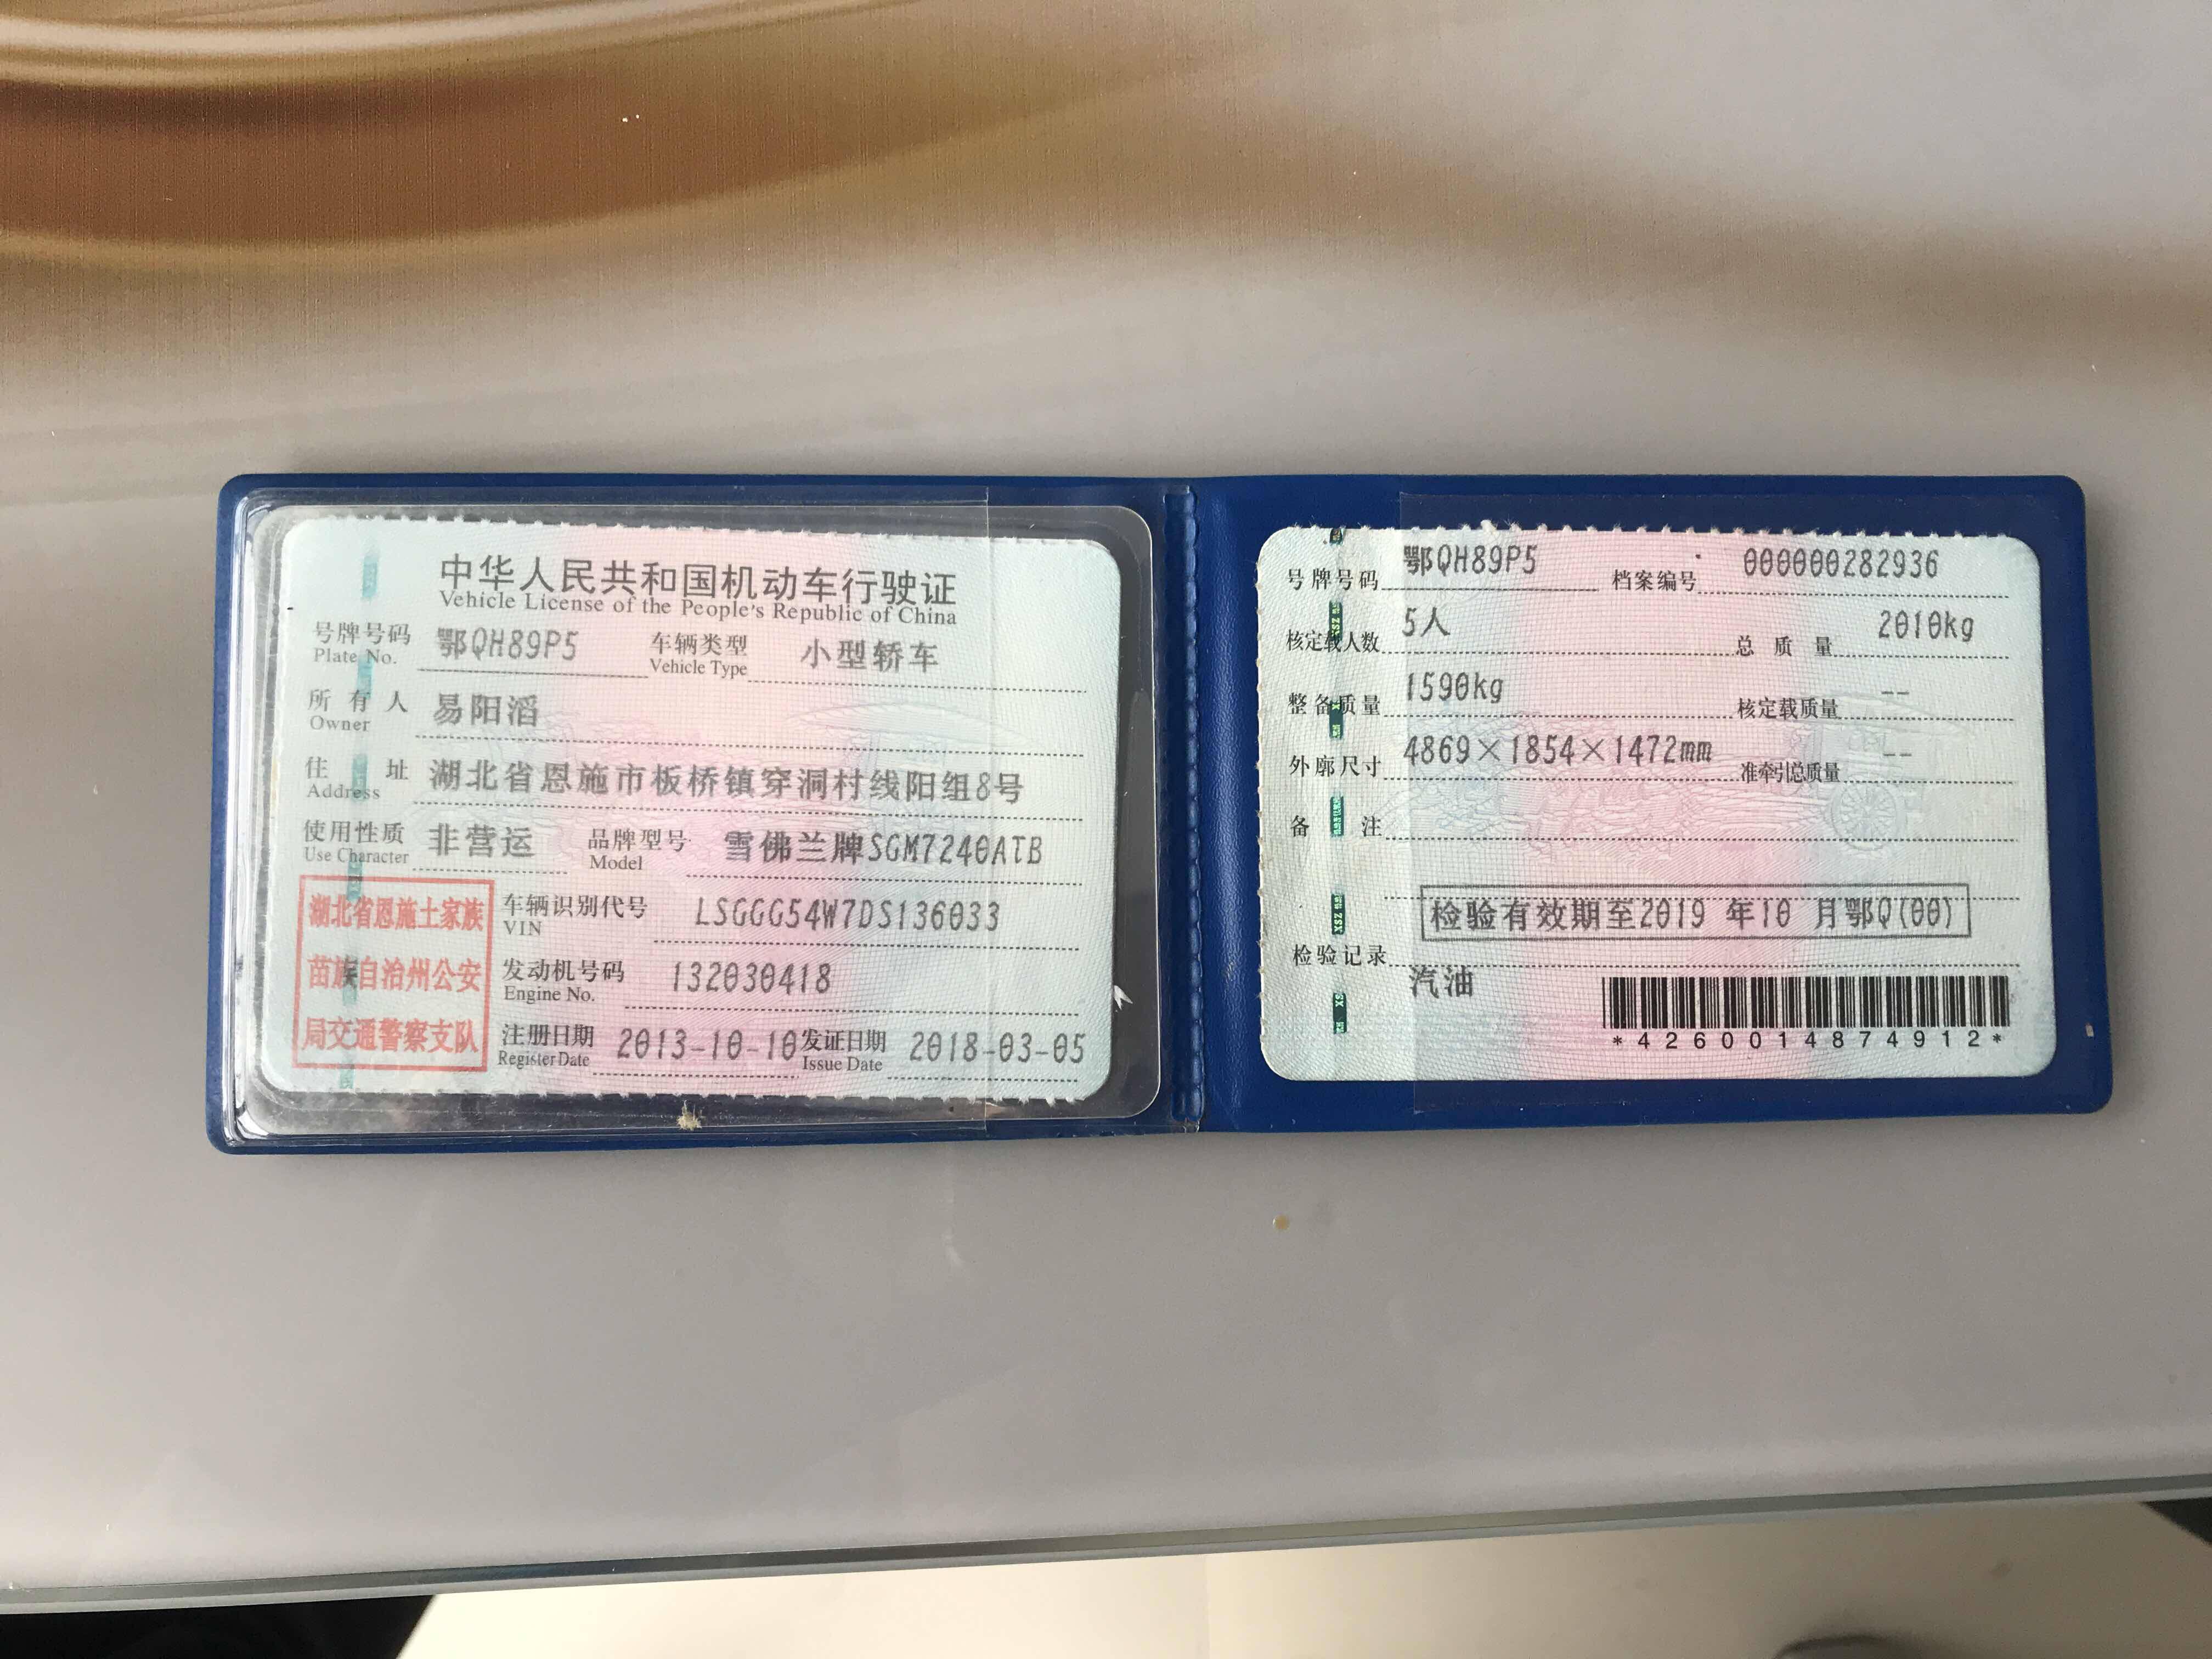 中华人民共和国机动车行驶证
Vehicle License of the People's Republic of China
号牌号码 鄂QH89P5 车辆类型 小型轿车
Plate No. Vehicle Type
所有人 易阳滔
Owner
住址 湖北省恩施市板桥镇穿洞村线阳组8号
Address
使用性质 非营运 品牌型号 雪佛兰牌SGM7240ATB
Use Character Model
湖北省恩施土家族
苗族自治州公安
局交通警察支队
车辆识别代号 LSGGG54W7DS136033
VIN
发动机号码 132030418
Engine No.
注册日期 2013-10-10 发证日期 2018-03-05
Register Date Issue Date
号牌号码 鄂QH89P5 档案编号 000000282936
核定载人数 5人 总质量 2010kg
整备质量 1590kg 核定载质量 --
外廓尺寸 4869×1854×1472mm 准牵引总质量 --
备注
检验有效期至2019年10月鄂Q(00)
检验记录
汽油
*4260014874912*